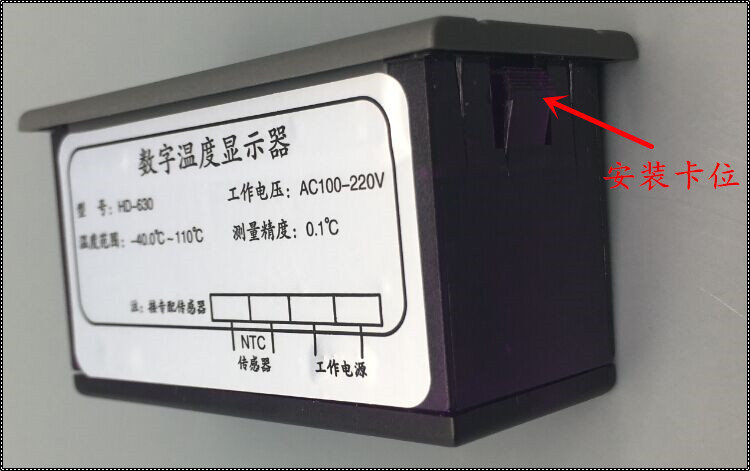 数字温度显示器
型号: HD-630
工作电压: AC100-220V
温度范围: -40.0℃~110℃
测量精度: 0.1℃
注: 接专配传感器
NTC
传感器
工作电源
安装卡位